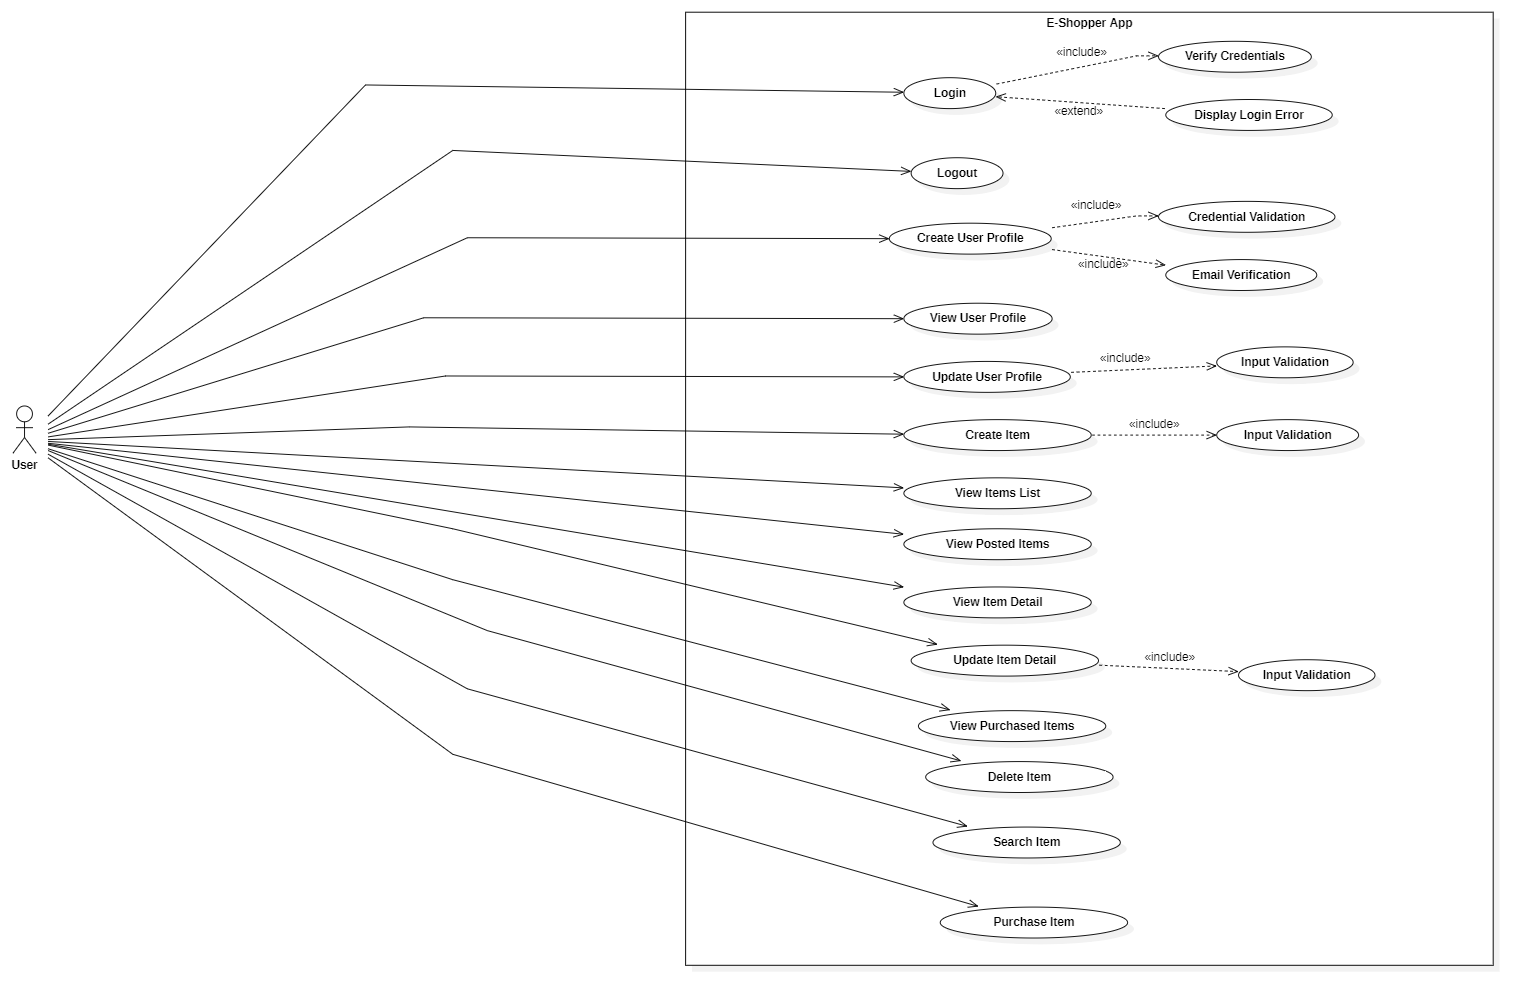 E-Shopper App
«include»
Verify Credentials
Login
«extend»
Display Login Error
Logout
«include»
Credential Validation
Create User Profile
«include»
Email Verification
View User Profile
«include»
Input Validation
Update User Profile
«include»
Create Item
Input Validation
User
View Items List
View Posted Items
View Item Detail
«include»
Update Item Detail
Input Validation
View Purchased Items
Delete Item
Search Item
Purchase Item